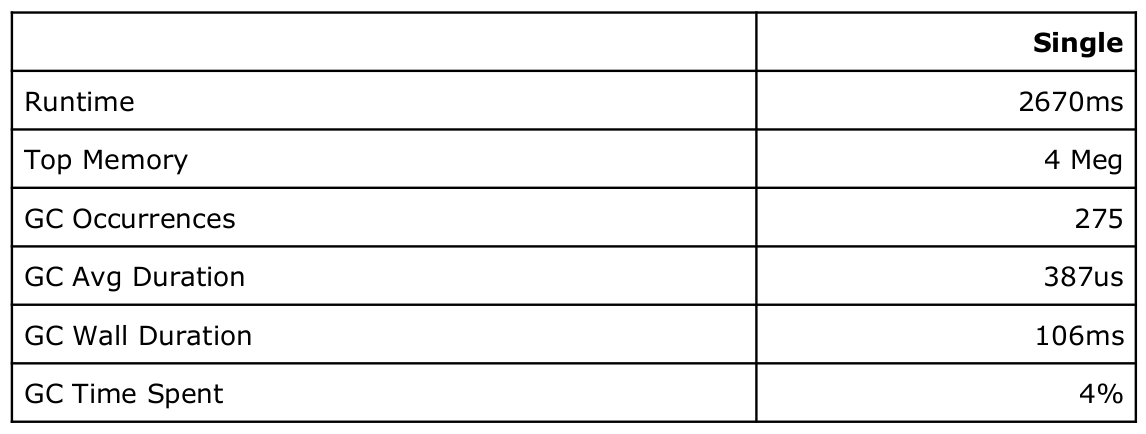 Single
Runtime 2670ms
Top Memory 4 Meg
GC Occurrences 275
GC Avg Duration 387us
GC Wall Duration 106ms
GC Time Spent 4%